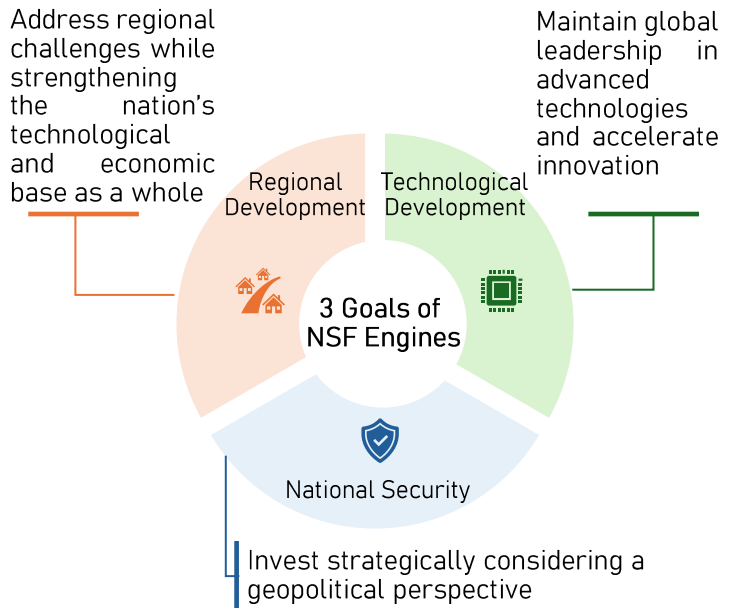 Address regional
challenges while
strengthening
the nation's
technological
and economic
base as a whole
Maintain global
leadership in
advanced
technologies
and accelerate
innovation
Regional
Development
Technological
Development
3 Goals of
NSF Engines
National Security
Invest strategically considering a
geopolitical perspective